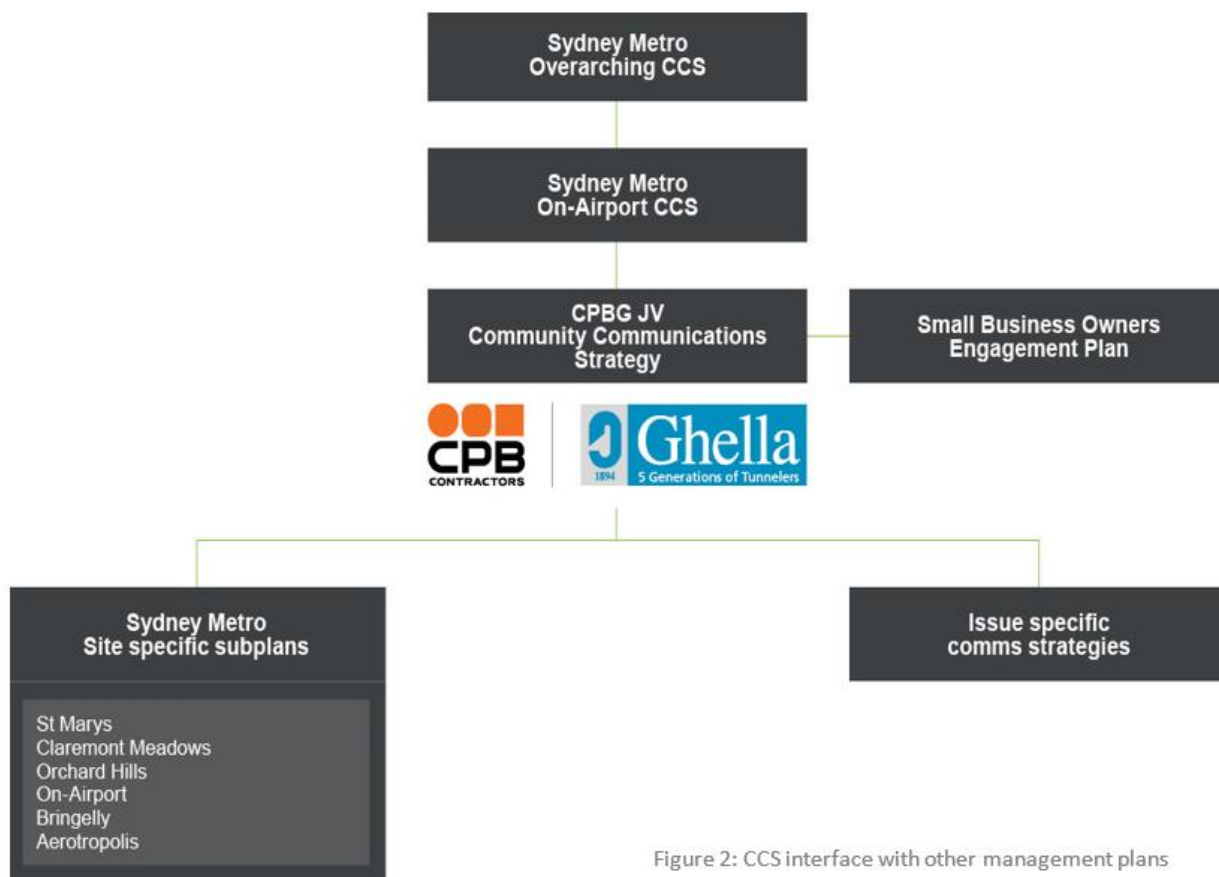 Sydney Metro
Overarching CCS
Sydney Metro
On-Airport CCS
CPBG JV
Community Communications
Strategy
Small Business Owners
Engagement Plan
CPB
CONTRACTORS
Ghella
1894
5 Generations of Tunnelers
Sydney Metro
Site specific subplans
St Marys
Claremont Meadows
Orchard Hills
On-Airport
Bringelly
Aerotropolis
Issue specific
comms strategies
Figure 2: CCS interface with other management plans